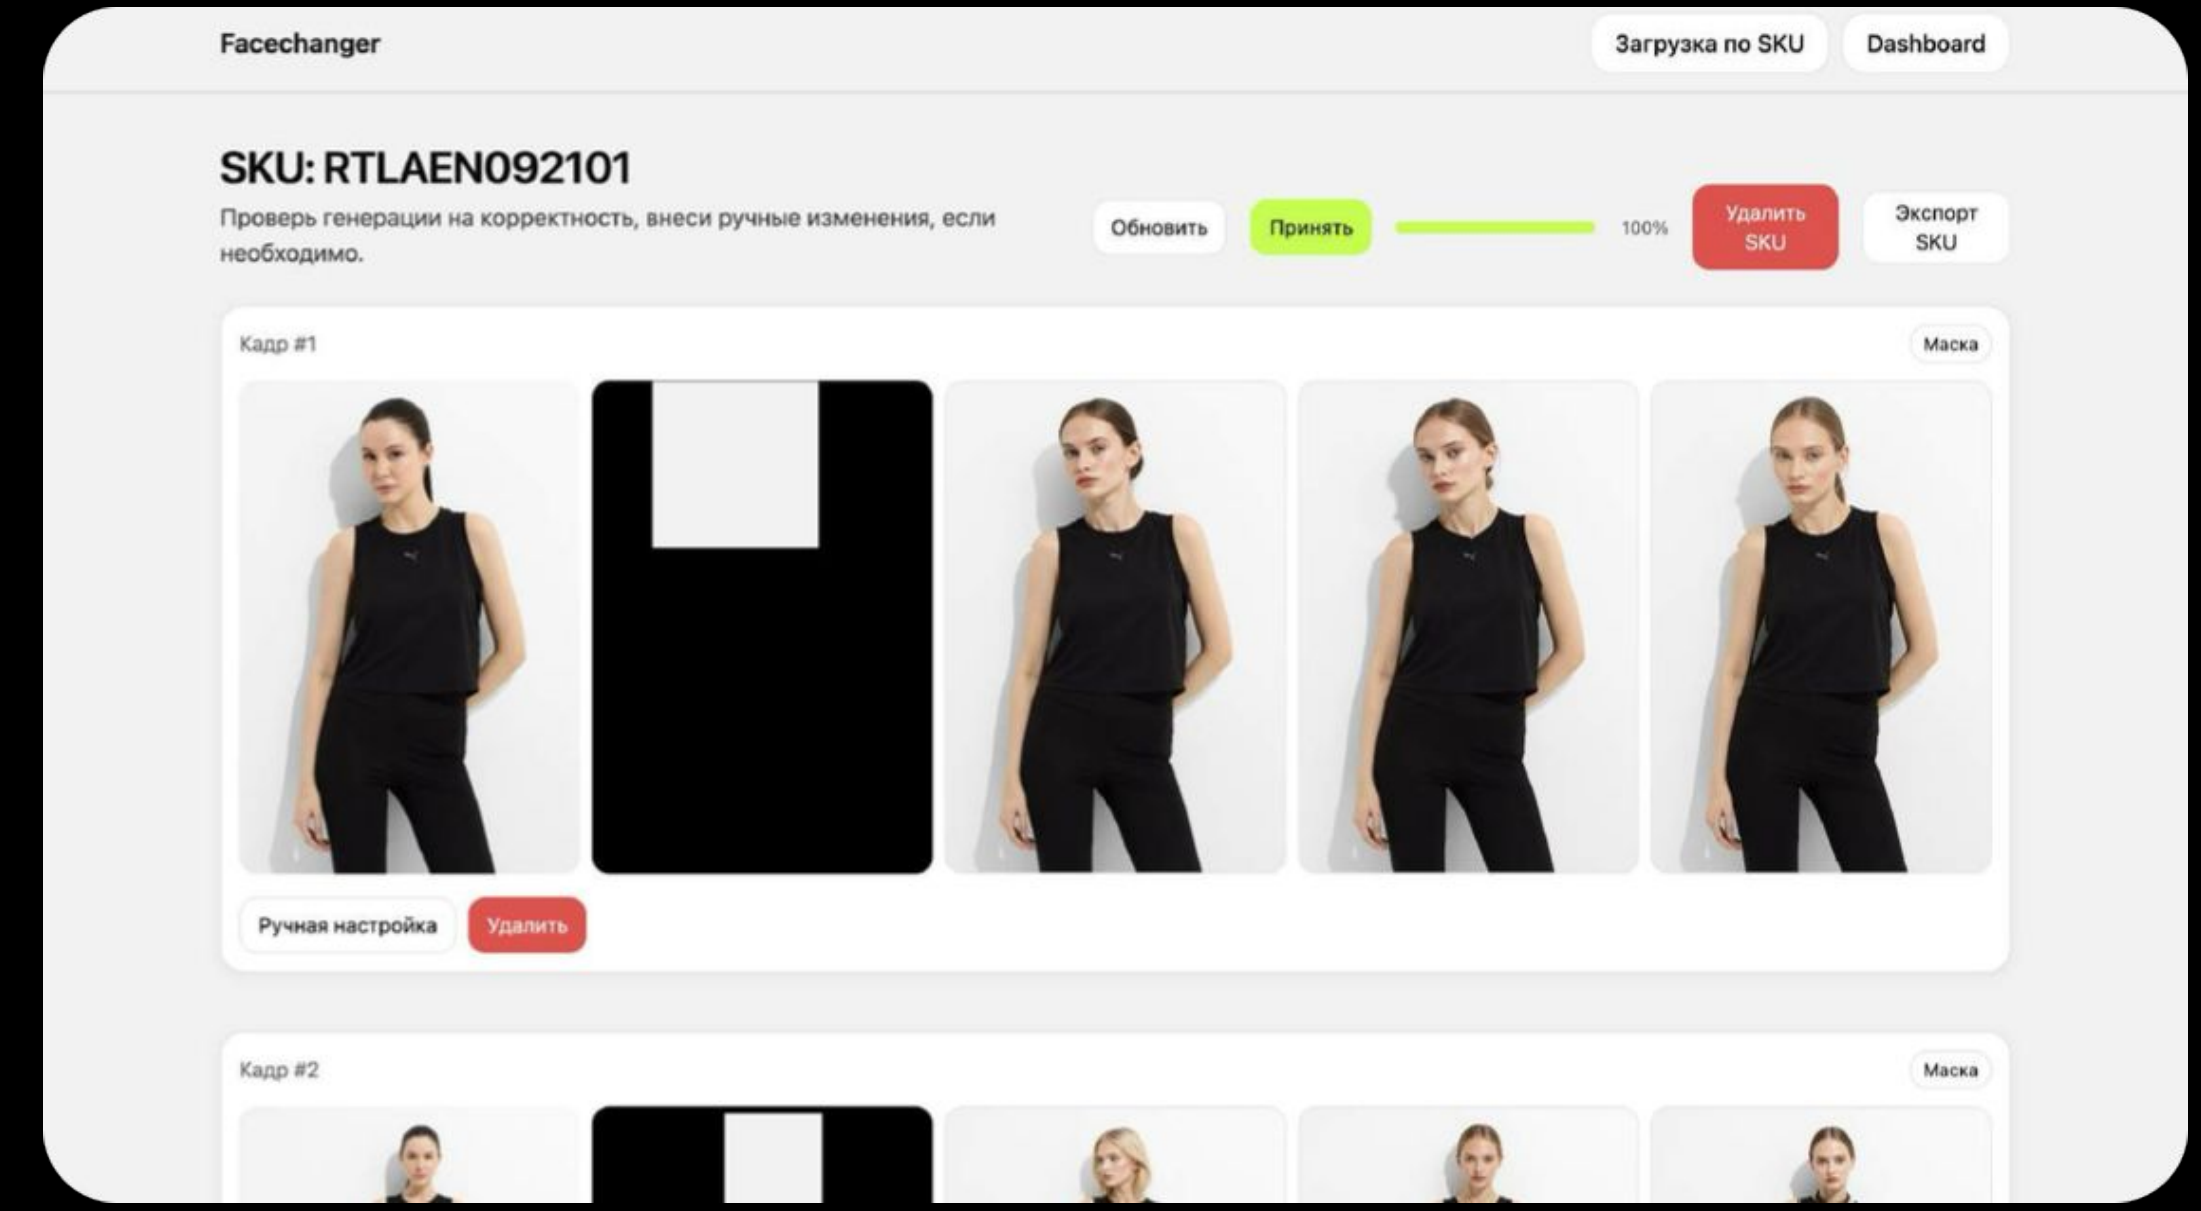 Facechanger
Загрузка по SKU
Dashboard
SKU: RTLAEN092101
Проверь генерации на корректность, внеси ручные изменения, если
необходимо.
Обновить
Принять
100%
Удалить
SKU
Экспорт
SKU
Кадр #1
Маска
Ручная настройка
Удалить
Кадр #2
Маска